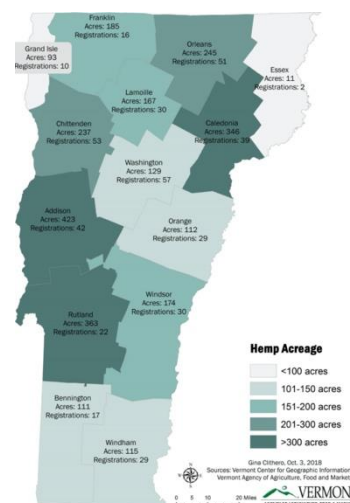 Franklin
Acres: 185
Registrations: 16
Orleans
Acres: 245
Registrations: 51
Grand Isle
Acres: 93
Registrations: 10
Essex
Acres: 11
Registrations: 2
Lamoille
Acres: 167
Registrations: 30
Chittenden
Acres: 237
Registrations: 53
Caledonia
Acres: 346
Registrations: 39
Washington
Acres: 129
Registrations: 57
Addison
Acres: 423
Registrations: 42
Orange
Acres: 112
Registrations: 29
Windsor
Acres: 174
Registrations: 30
Rutland
Acres: 363
Registrations: 22
Bennington
Acres: 111
Registrations: 17
Windham
Acres: 115
Registrations: 29
Hemp Acreage
<100 acres
101-150 acres
151-200 acres
201-300 acres
>300 acres
Gina Clithero, Oct. 3, 2018
Sources: Vermont Center for Geographic Information
Vermont Agency of Agriculture, Food and Market
0 5 10 20 Miles
VERMON